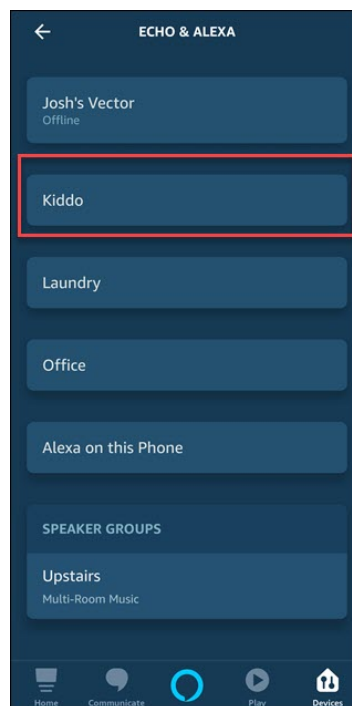 ECHO & ALEXA
Josh's Vector
Offline
Kiddo
Laundry
Office
Alexa on this Phone
SPEAKER GROUPS
Upstairs
Multi-Room Music
Home Communicate Play Devices